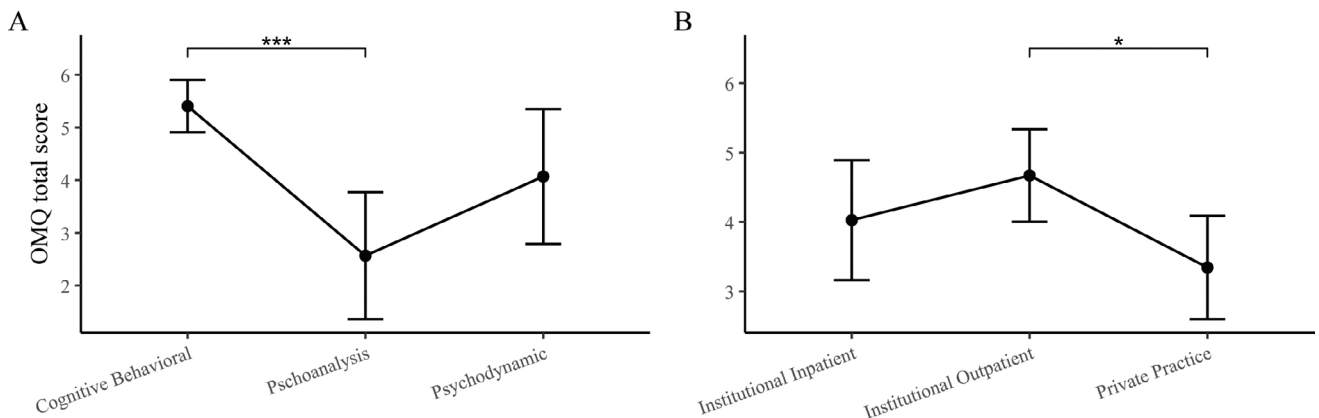 A
B
***
*
OMQ total score
6
5
4
3
2
6
5
4
3
Cognitive Behavioral
Pschoanalysis
Psychodynamic
Institutional Inpatient
Institutional Outpatient
Private Practice